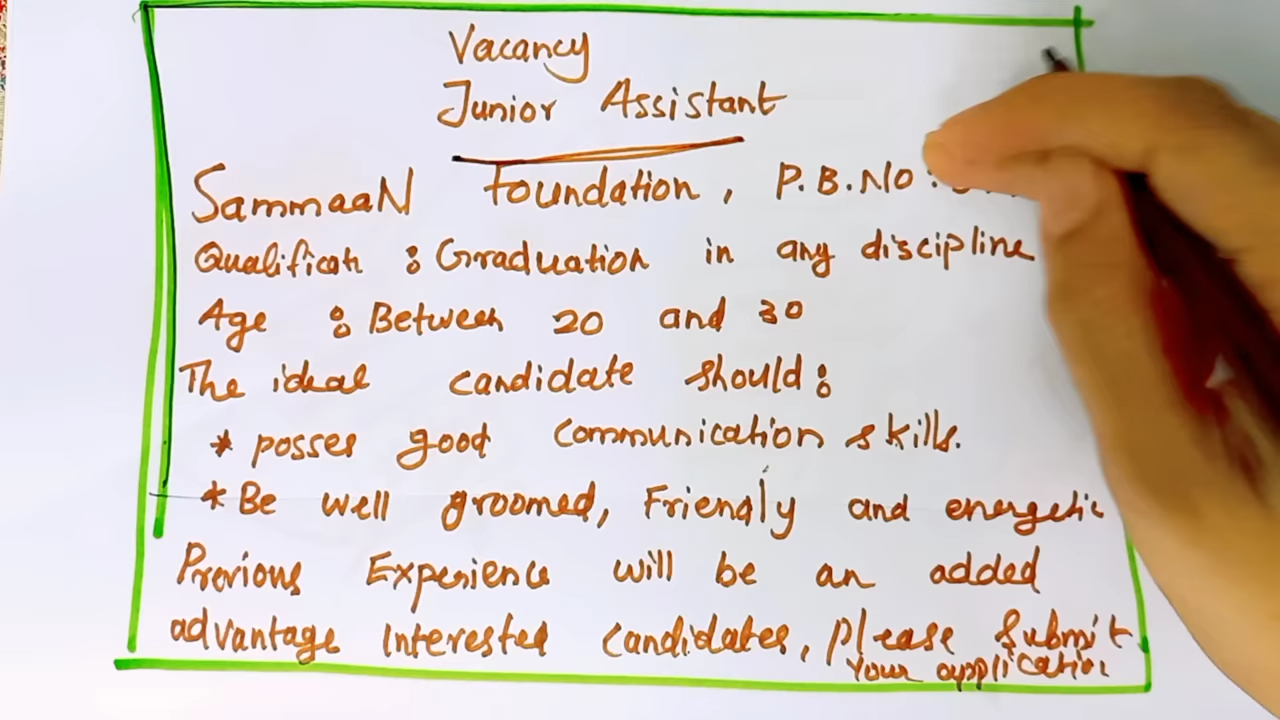 Vacancy
Junior Assistant
SammaaN Foundation, P.B.No:
Qualificatn : Graduation in any discipline
Age : Between 20 and 30
The ideal candidate should:
* posses good communication skills.
* Be well groomed, Friendly and energetic
Previous Experience will be an added
advantage Interested candidates, please Submit
Your application